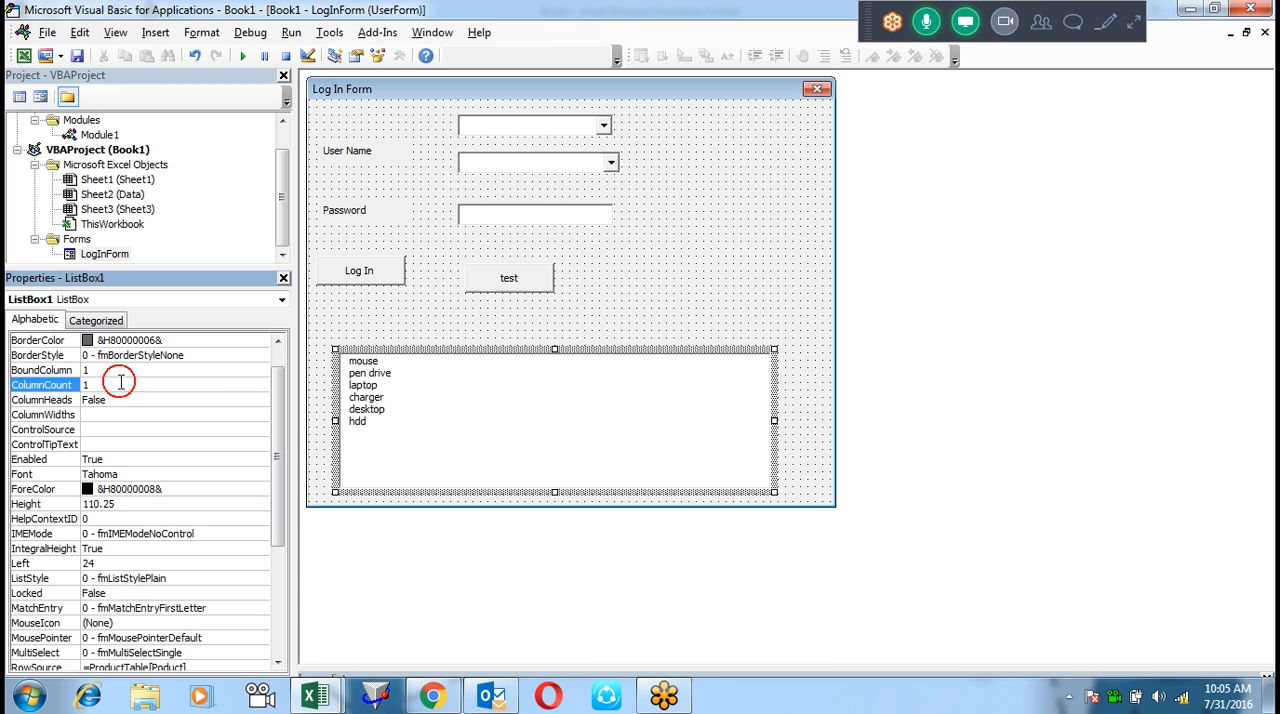 Microsoft Visual Basic for Applications - Book1 - [Book1 - LogInForm (UserForm)]
File Edit View Insert Format Debug Run Tools Add-Ins Window Help
Project - VBAProject
Modules
Module1
VBAProject (Book1)
Microsoft Excel Objects
Sheet1 (Sheet1)
Sheet2 (Data)
Sheet3 (Sheet3)
ThisWorkbook
Forms
LogInForm
Properties - ListBox1
ListBox1 ListBox
Alphabetic Categorized
BorderColor &H80000006&
BorderStyle 0 - fmBorderStyleNone
BoundColumn 1
ColumnCount 1
ColumnHeads False
ColumnWidths
ControlSource
ControlTipText
Enabled True
Font Tahoma
ForeColor &H80000008&
Height 110.25
HelpContextID 0
IMEMode 0 - fmIMEModeNoControl
IntegralHeight True
Left 24
ListStyle 0 - fmListStylePlain
Locked False
MatchEntry 0 - fmMatchEntryFirstLetter
MouseIcon (None)
MousePointer 0 - fmMousePointerDefault
MultiSelect 0 - fmMultiSelectSingle
RowSource =ProductTable[Poduct]
Log In Form
User Name
Password
Log In
test
mouse
pen drive
laptop
charger
desktop
hdd
10:05 AM
7/31/2016